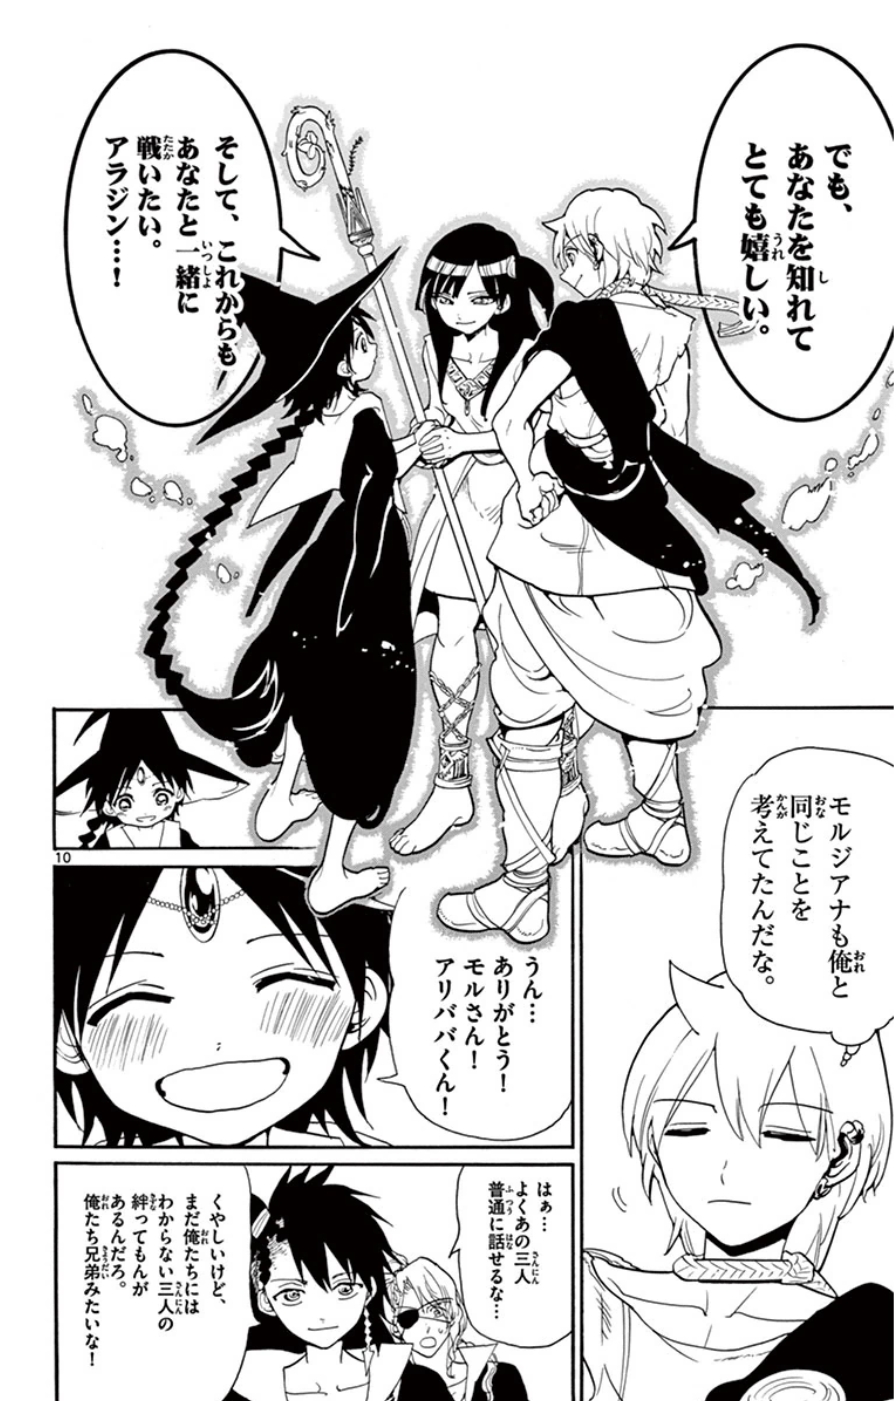 でも、
あなたを知れて
とても嬉しい。
そして、これからも
あなたと一緒に
戦いたい。
アラジン…!
モルジアナも俺と
同じことを
考えてたんだな。
うん…
ありがとう!
モルさん!
アリババくん!
はぁ…
よくあの三人
普通に話せるな…
くやしいけど、
まだ俺たちには
わからない三人の
絆ってもんが
あるんだろ。
俺たち兄弟みたいな!
10